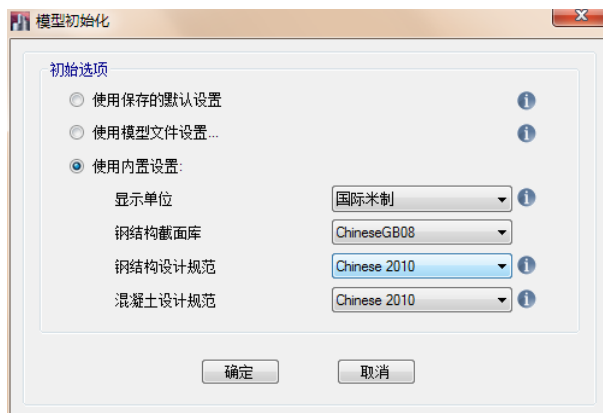 模型初始化
初始选项
使用保存的默认设置
使用模型文件设置...
使用内置设置:
显示单位 国际米制
钢结构截面库 ChineseGB08
钢结构设计规范 Chinese 2010
混凝土设计规范 Chinese 2010
确定 取消